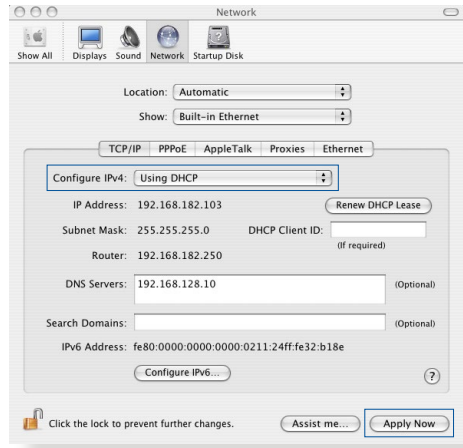 Network
Show All Displays Sound Network Startup Disk
Location: Automatic
Show: Built-in Ethernet
TCP/IP PPPoE AppleTalk Proxies Ethernet
Configure IPv4: Using DHCP
IP Address: 192.168.182.103 Renew DHCP Lease
Subnet Mask: 255.255.255.0 DHCP Client ID:
(If required)
Router: 192.168.182.250
DNS Servers: 192.168.128.10 (Optional)
Search Domains: (Optional)
IPv6 Address: fe80:0000:0000:0000:0211:24ff:fe32:b18e
Configure IPv6... ?
Click the lock to prevent further changes. Assist me... Apply Now